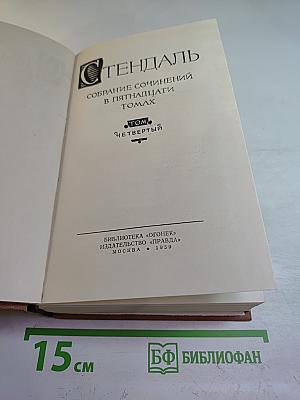 СТЕНДАЛЬ
СОБРАНИЕ СОЧИНЕНИЙ
В ПЯТНАДЦАТИ
ТОМАХ
ТОМ
ЧЕТВЕРТЫЙ
БИБЛИОТЕКА «ОГОНЕК»
ИЗДАТЕЛЬСТВО «ПРАВДА»
МОСКВА • 1959
15 см
БФ БИБЛИОФАН